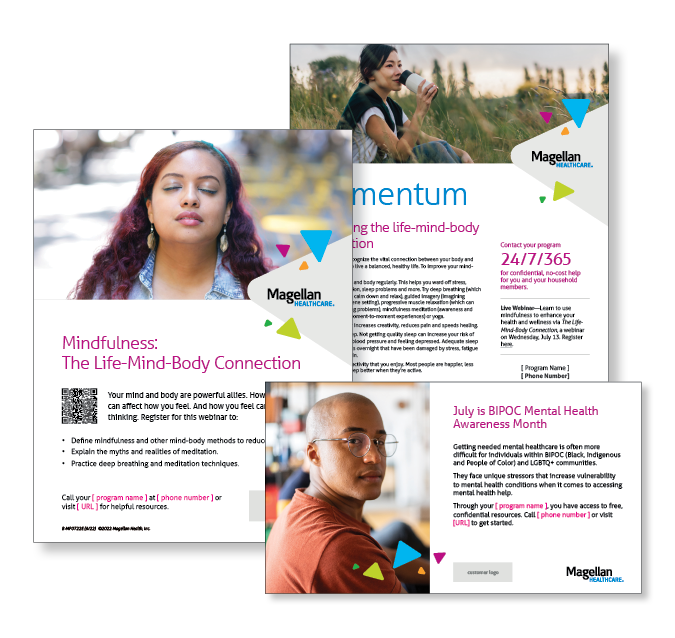 Magellan
HEALTHCARE.
mentum
ng the life-mind-body
tion
cognize the vital connection between your body and
live a balanced, healthy life. To improve your mind-
and body regularly. This helps you ward off stress,
on, sleep problems and more. Try deep breathing (which
calm down and relax), guided imagery (imagining
ene setting), progressive muscle relaxation (which can
g problems), mindfulness meditation (awareness and
moment-to-moment experiences) or yoga.
increases creativity, reduces pain and speeds healing.
p. Not getting quality sleep can increase your risk of
blood pressure and feeling depressed. Adequate sleep
s overnight that have been damaged by stress, fatigue
m.
ctivity that you enjoy. Most people are happier, less
eep better when they're active.
Contact your program
24/7/365
for confidential, no-cost help
for you and your household
members.
Live Webinar—Learn to use
mindfulness to enhance your
health and wellness via The Life-
Mind-Body Connection, a webinar
on Wednesday, July 13. Register
here.
[ Program Name ]
[ Phone Number]
Magellan
HEALTHCARE.
Mindfulness:
The Life-Mind-Body Connection
Your mind and body are powerful allies. How
can affect how you feel. And how you feel ca
thinking. Register for this webinar to:
• Define mindfulness and other mind-body methods to reduc
• Explain the myths and realities of meditation.
• Practice deep breathing and meditation techniques.
Call your [ program name ] at [ phone number ] or
visit [ URL ] for helpful resources.
B-MF0722E (6/22) ©2022 Magellan Health, Inc.
July is BIPOC Mental Health
Awareness Month
Getting needed mental healthcare is often more
difficult for individuals within BIPOC (Black, Indigenous
and People of Color) and LGBTQ+ communities.
They face unique stressors that increase vulnerability
to mental health conditions when it comes to accessing
mental health help.
Through your [ program name ], you have access to free,
confidential resources. Call [ phone number ] or visit
[URL] to get started.
customer logo
Magellan
HEALTHCARE.